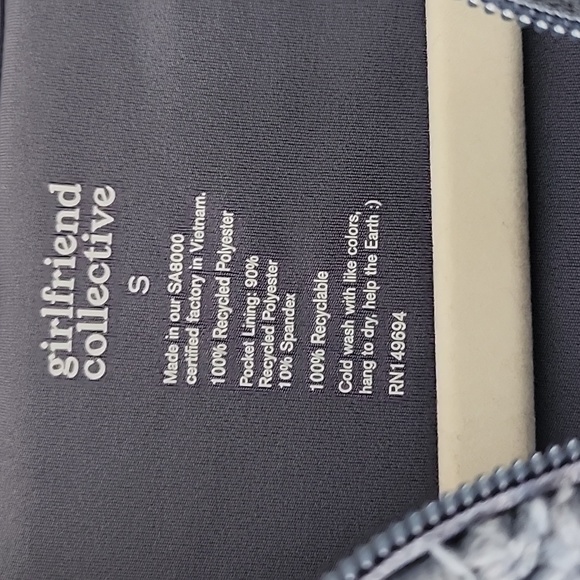 girlfriend
collective
S
Made in our SA8000
certified factory in Vietnam.
100% Recycled Polyester
Pocket Lining: 90%
Recycled Polyester
10% Spandex
100% Recyclable
Cold wash with like colors,
hang to dry, help the Earth :)
RN149694